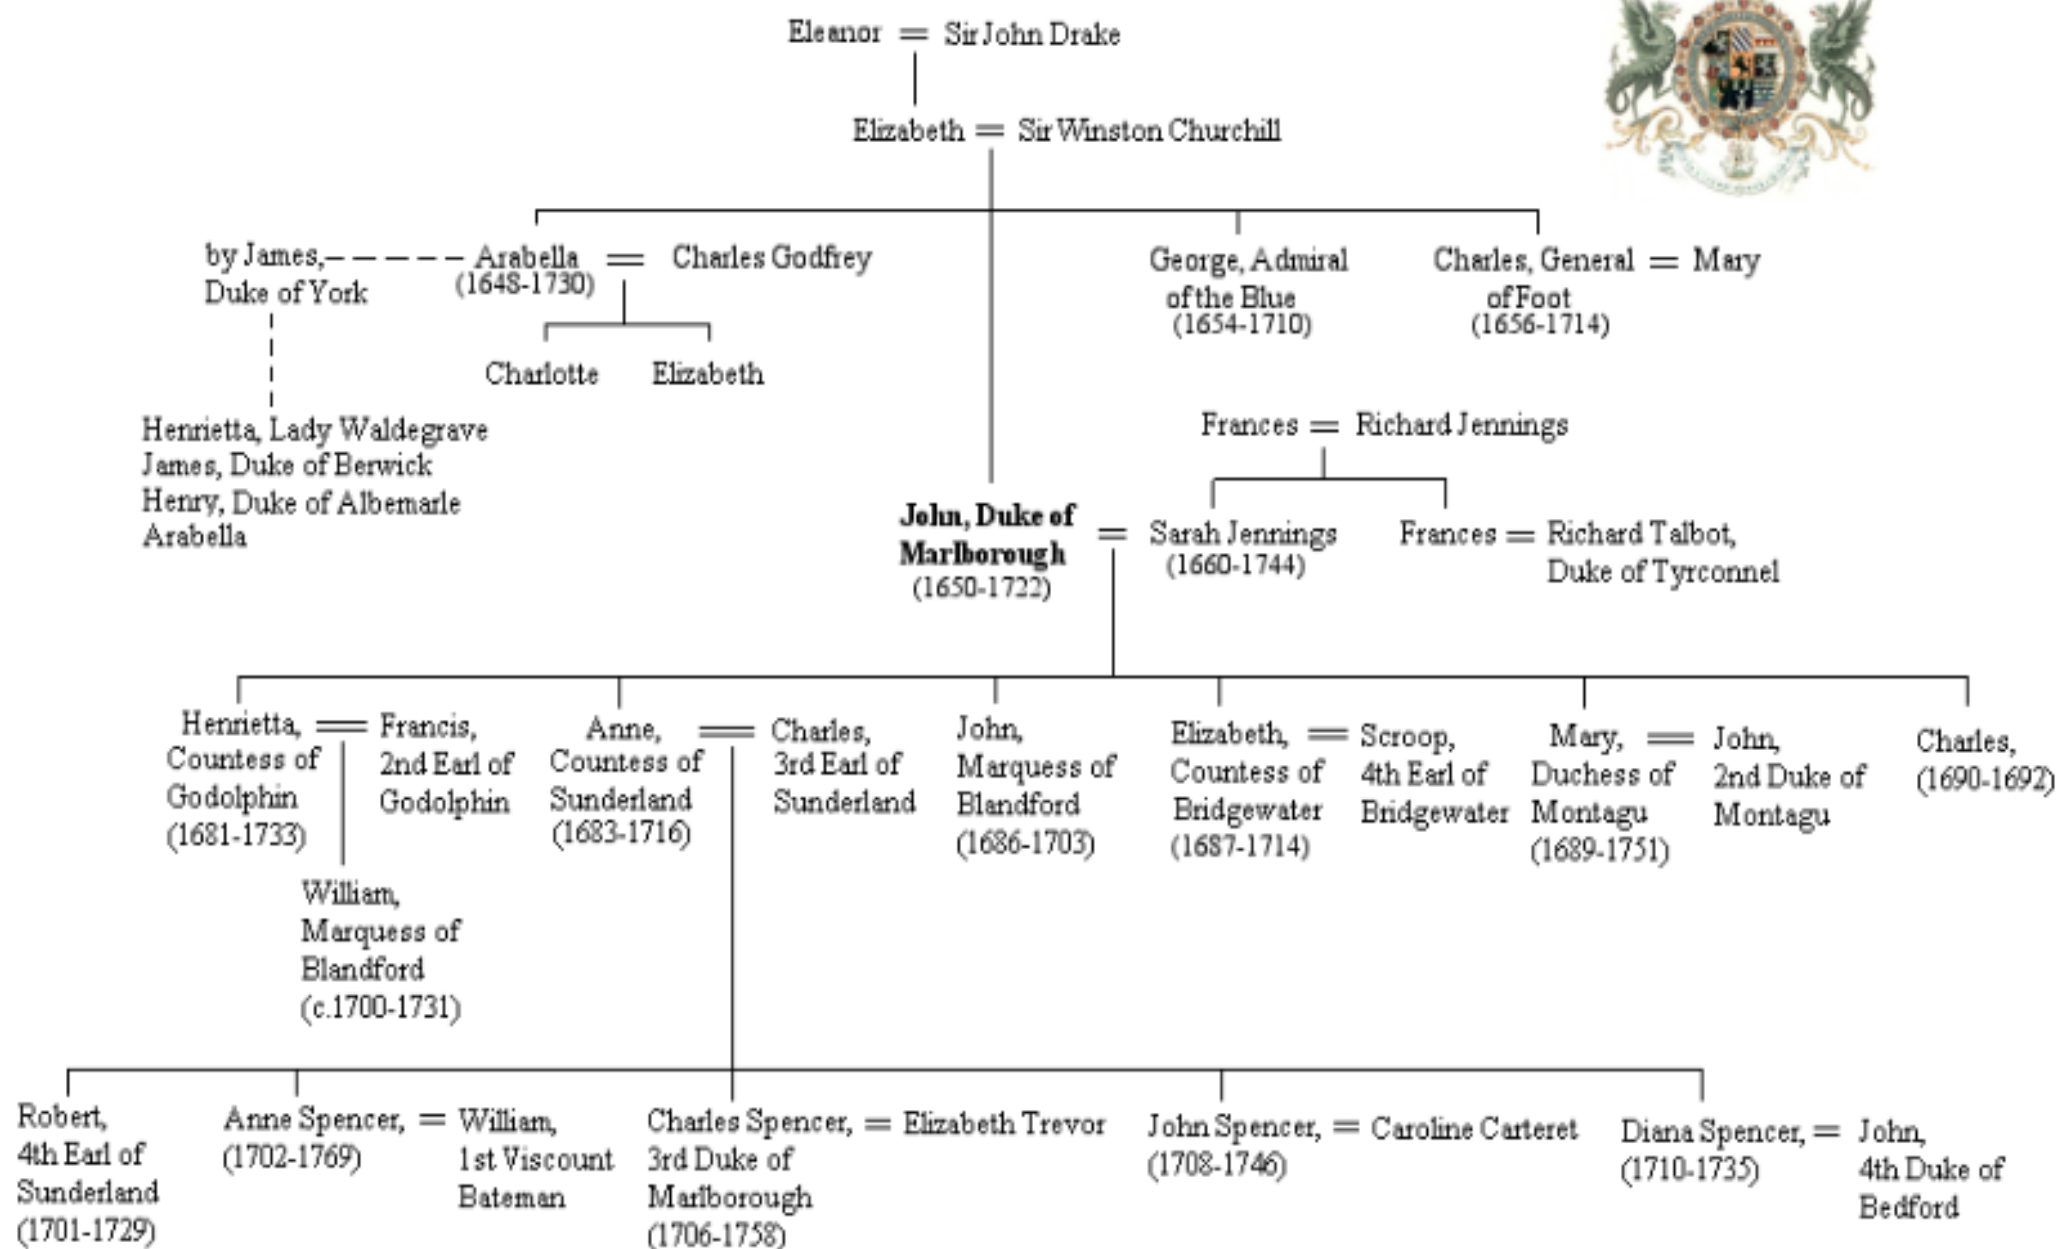 Eleanor = Sir John Drake
Elizabeth = Sir Winston Churchill
by James,
Duke of York
Arabella = Charles Godfrey
(1648-1730)
George, Admiral
of the Blue
(1654-1710)
Charles, General = Mary
of Foot
(1656-1714)
Charlotte
Elizabeth
Henrietta, Lady Waldegrave
James, Duke of Berwick
Henry, Duke of Albemarle
Arabella
Frances = Richard Jennings
John, Duke of
Marlborough
(1650-1722)
=
Sarah Jennings
(1660-1744)
Frances = Richard Talbot,
Duke of Tyrconnel
Henrietta, =
Countess of
Godolphin
(1681-1733)
Francis,
2nd Earl of
Godolphin
Anne, =
Countess of
Sunderland
(1683-1716)
Charles,
3rd Earl of
Sunderland
John,
Marquess of
Blandford
(1686-1703)
Elizabeth, =
Countess of
Bridgewater
(1687-1714)
Scroop,
4th Earl of
Bridgewater
Mary, =
Duchess of
Montagu
(1689-1751)
John,
2nd Duke of
Montagu
Charles,
(1690-1692)
William,
Marquess of
Blandford
(c.1700-1731)
Robert,
4th Earl of
Sunderland
(1701-1729)
Anne Spencer, =
(1702-1769)
William,
1st Viscount
Bateman
Charles Spencer, = Elizabeth Trevor
3rd Duke of
Marlborough
(1706-1758)
John Spencer, = Caroline Carteret
(1708-1746)
Diana Spencer, =
(1710-1735)
John,
4th Duke of
Bedford